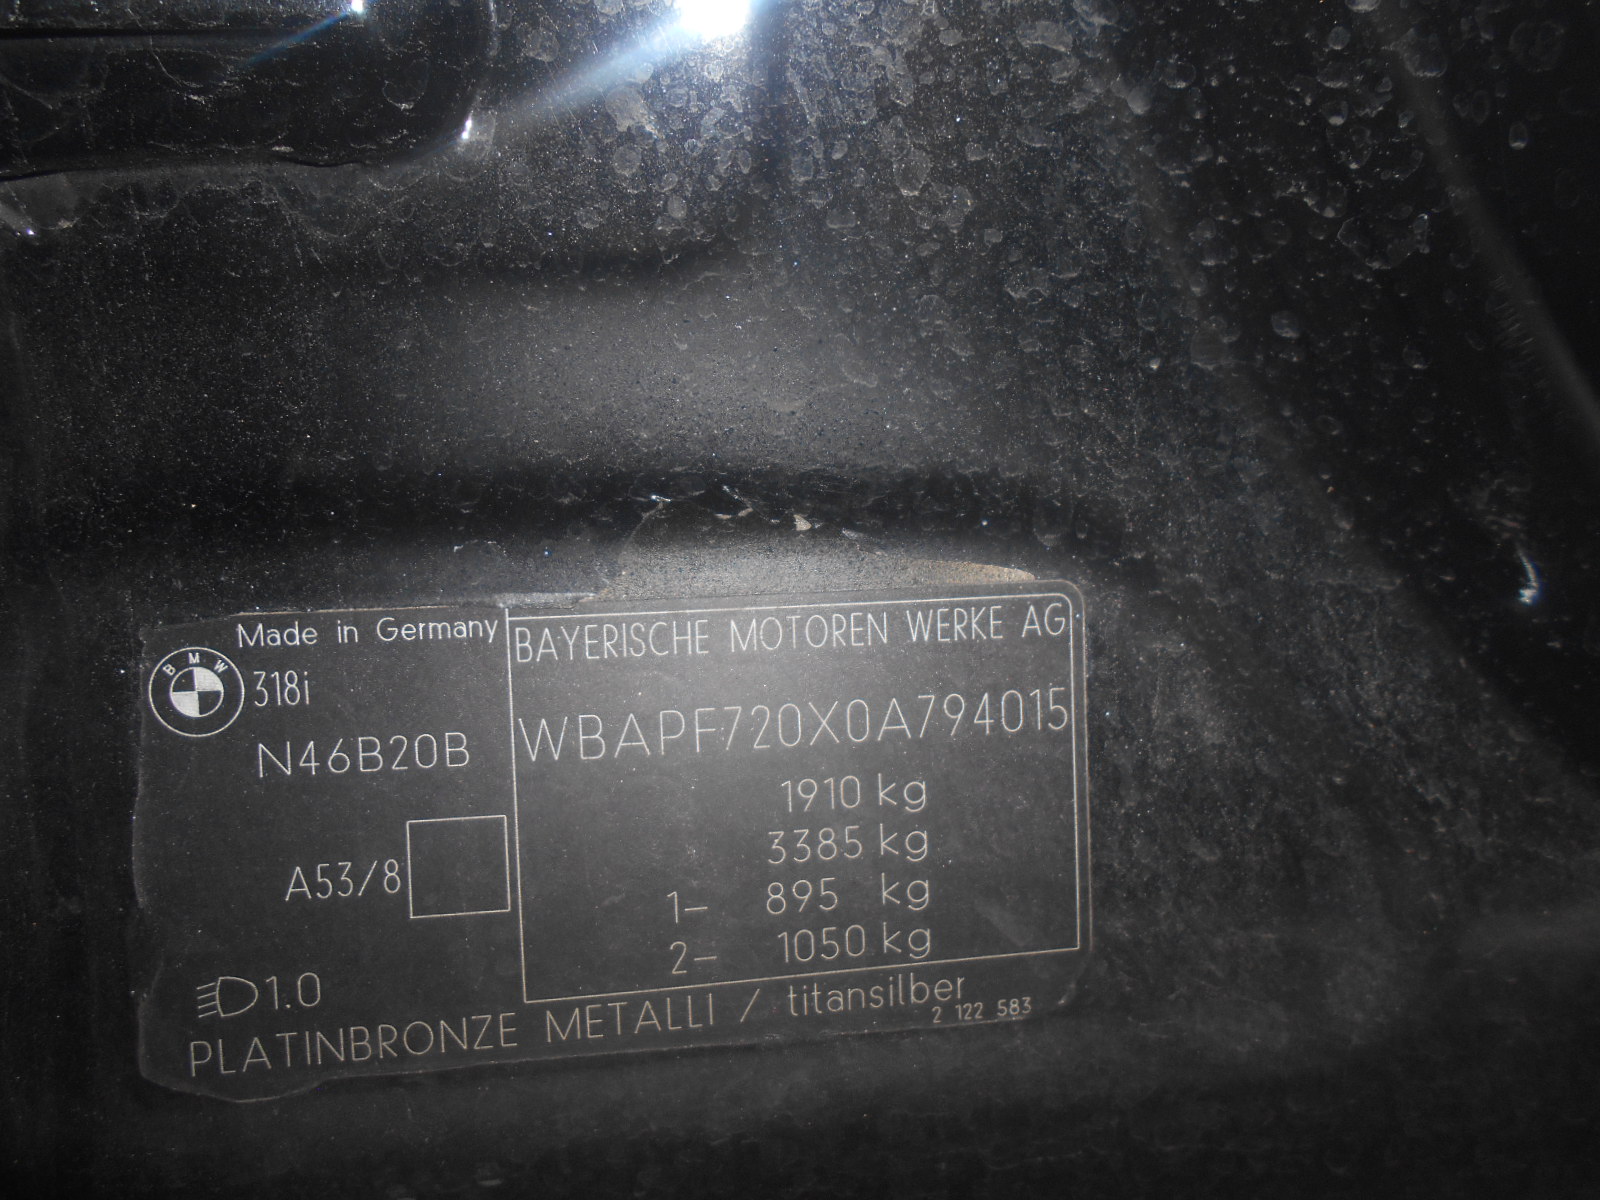 Made in Germany
BMW
318i
N46B20B
A53/8
1.0
BAYERISCHE MOTOREN WERKE AG
WBAPF720X0A794015
1910 kg
3385 kg
1- 895 kg
2- 1050 kg
PLATINBRONZE METALLI / titansilber
2 122 583